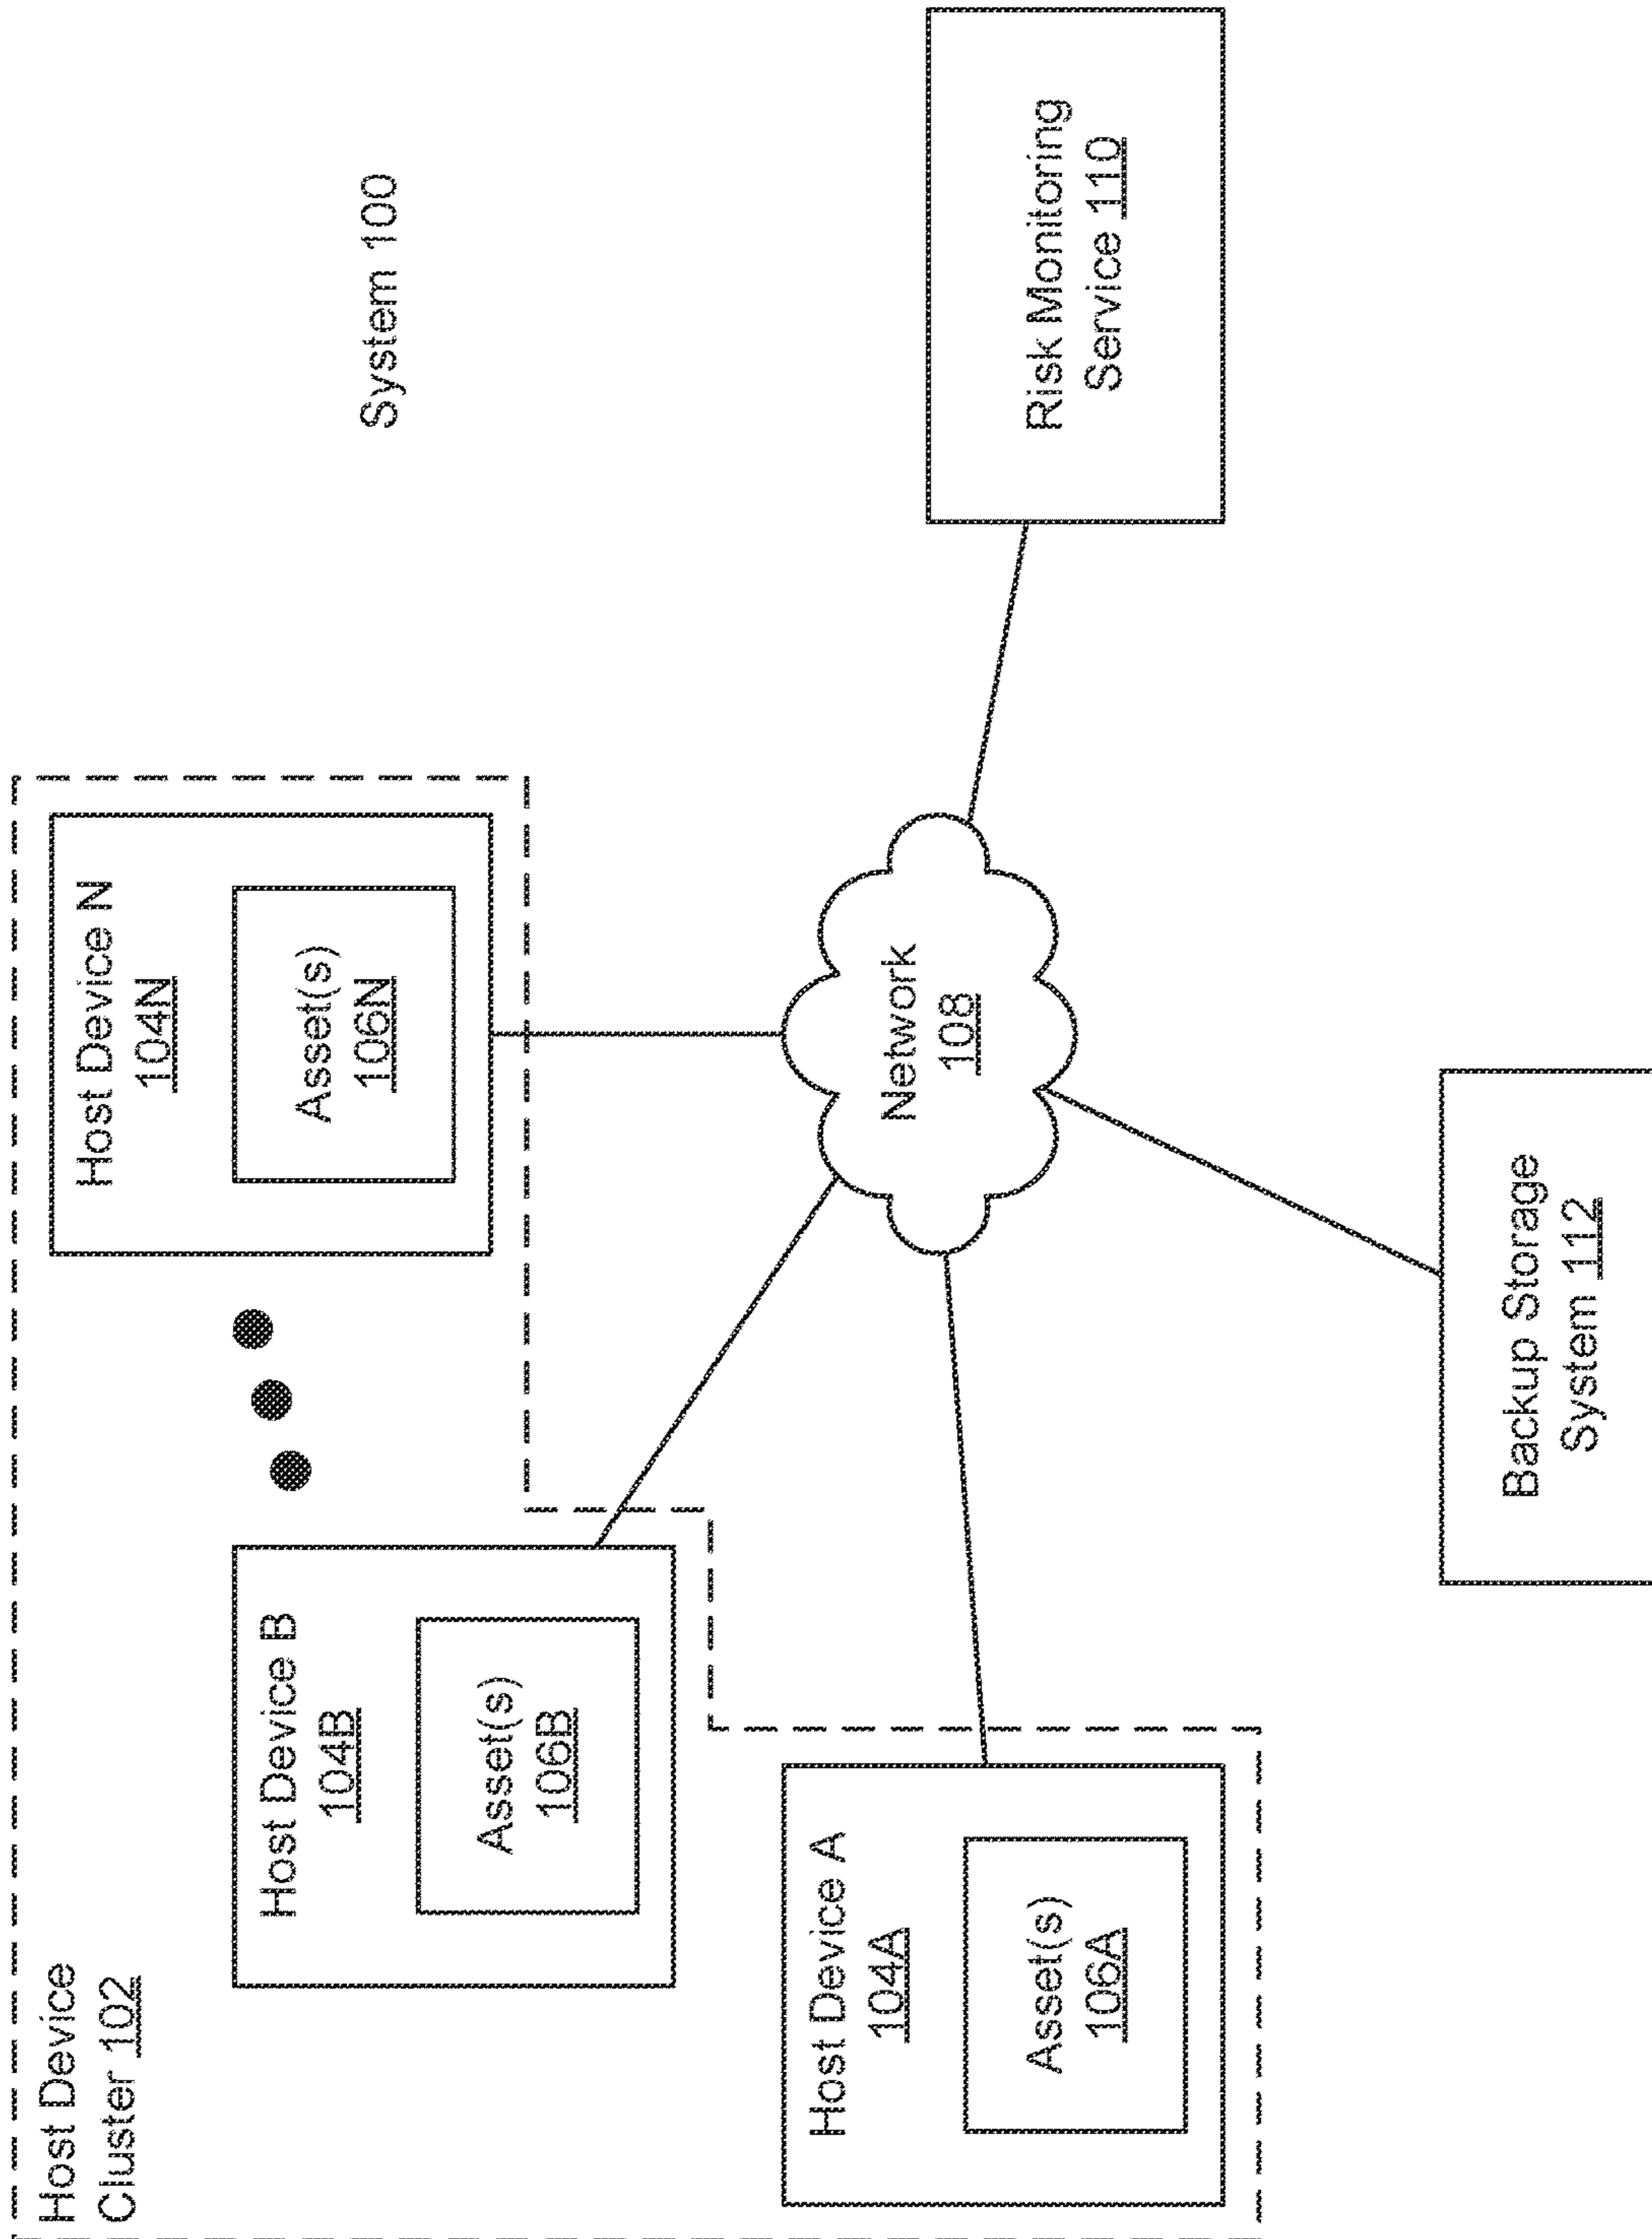 Host Device
Cluster 102
Host Device N
104N
Asset(s)
106N
Host Device B
104B
Asset(s)
106B
System 100
Host Device A
104A
Asset(s)
106A
Network
108
Risk Monitoring
Service 110
Backup Storage
System 112